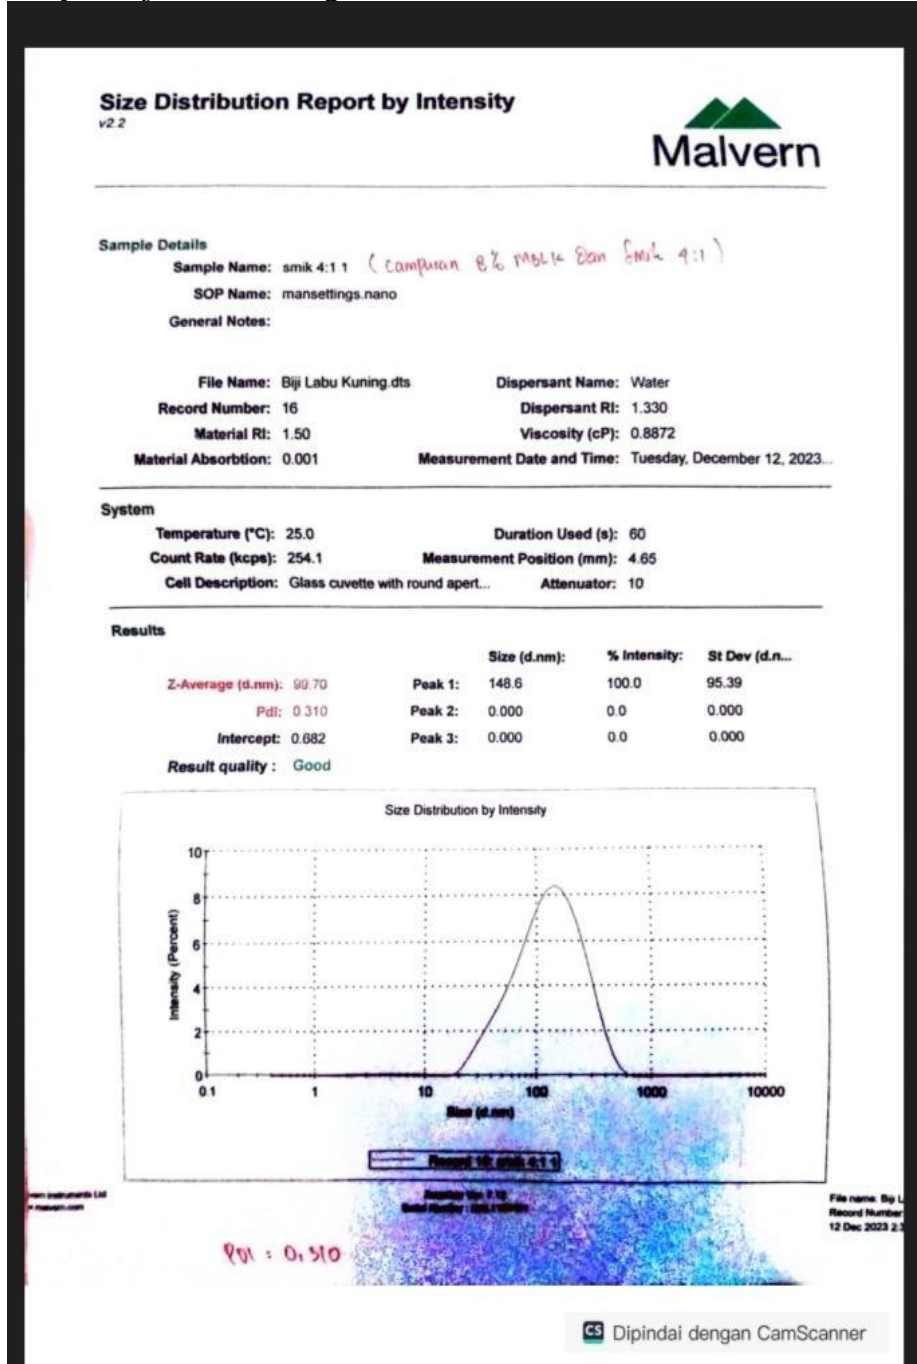 Size Distribution Report by Intensity
v2.2
Malvern
Sample Details
Sample Name: smik 4:1 1 (Campuran 8% MBLK Dan Smik 4:1)
SOP Name: mansettings.nano
General Notes:
File Name: Biji Labu Kuning.dts Dispersant Name: Water
Record Number: 16 Dispersant RI: 1.330
Material RI: 1.50 Viscosity (cP): 0.8872
Material Absorbtion: 0.001 Measurement Date and Time: Tuesday, December 12, 2023...
System
Temperature (°C): 25.0 Duration Used (s): 60
Count Rate (kcps): 254.1 Measurement Position (mm): 4.65
Cell Description: Glass cuvette with round apert... Attenuator: 10
Results
Size (d.nm): % Intensity: St Dev (d.n...
Z-Average (d.nm): 99.70 Peak 1: 148.6 100.0 95.39
PdI: 0.310 Peak 2: 0.000 0.0 0.000
Intercept: 0.682 Peak 3: 0.000 0.0 0.000
Result quality : Good
Size Distribution by Intensity
Intensity (Percent)
10
8
6
4
2
0
0.1 1 10 100 1000 10000
Size (d.nm)
Record 16: smik 4:1 1
vern Instruments Ltd
File name: Biji L
Record Number
12 Dec 2023 2:3
PDI = 0,310
CS Dipindai dengan CamScanner